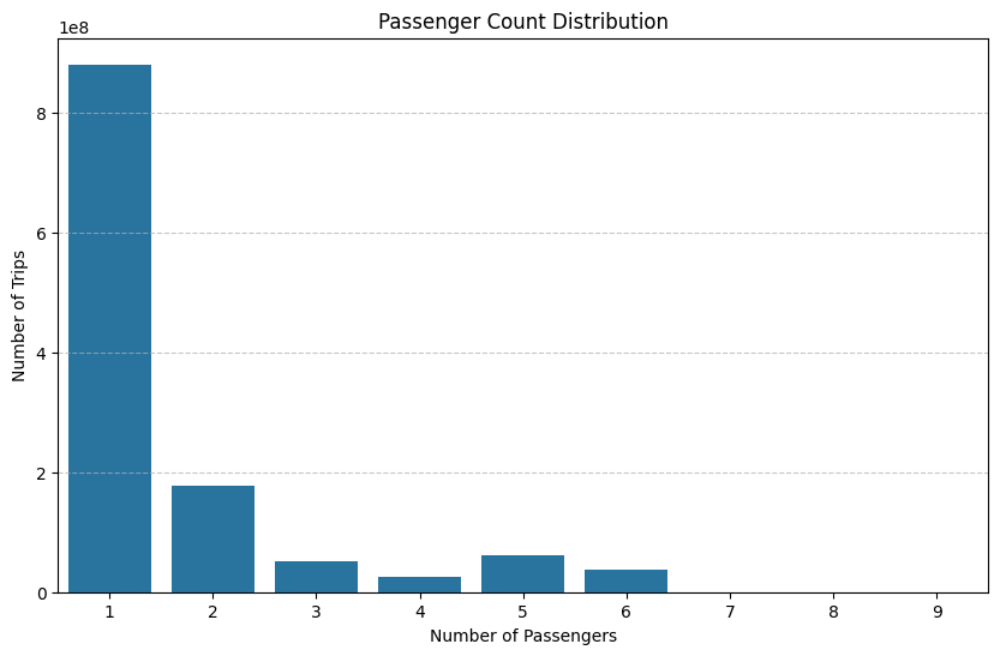 Passenger Count Distribution
1e8
8
6
4
2
0
Number of Trips
1 2 3 4 5 6 7 8 9
Number of Passengers